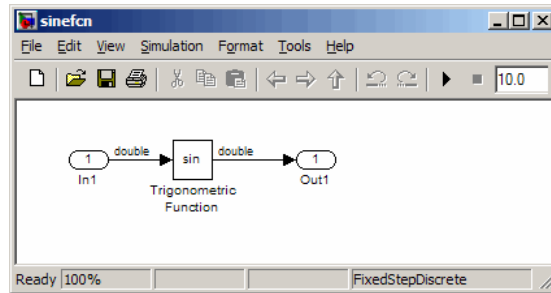 sinefcn
File Edit View Simulation Format Tools Help
10.0
1 double sin double 1
In1 Trigonometric Function Out1
Ready 100% FixedStepDiscrete